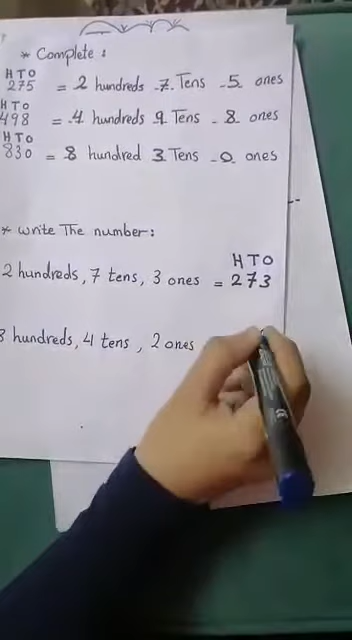 * Complete :
H T O
275 = 2 hundreds 7 Tens 5 ones
H T O
498 = 4 hundreds 9 Tens 8 ones
H T O
830 = 8 hundred 3 Tens 0 ones
* Write The number:
H T O
2 hundreds, 7 tens, 3 ones = 273
hundreds, 4 tens, 2 ones